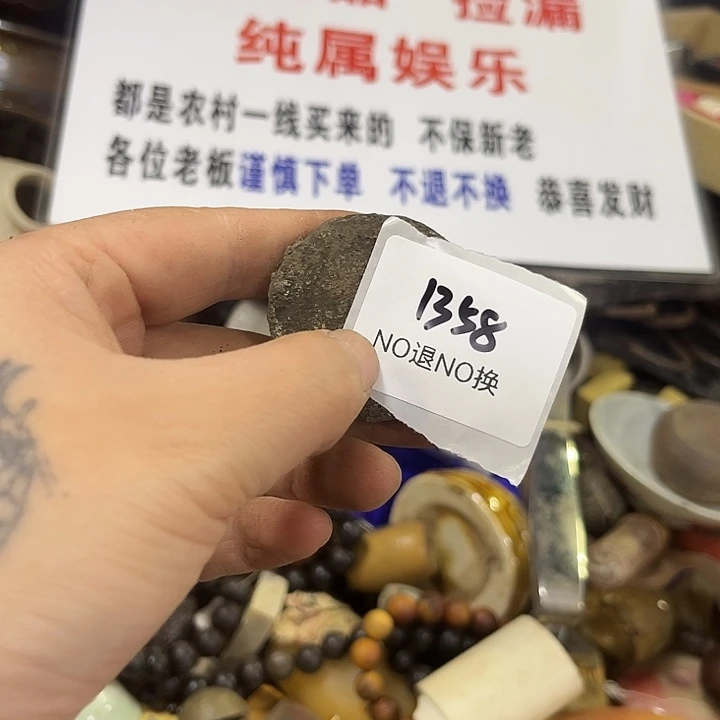 捡漏
纯属娱乐
都是农村一线买来的 不保新老
各位老板谨慎下单 不退不换 恭喜发财
1358
NO退NO换